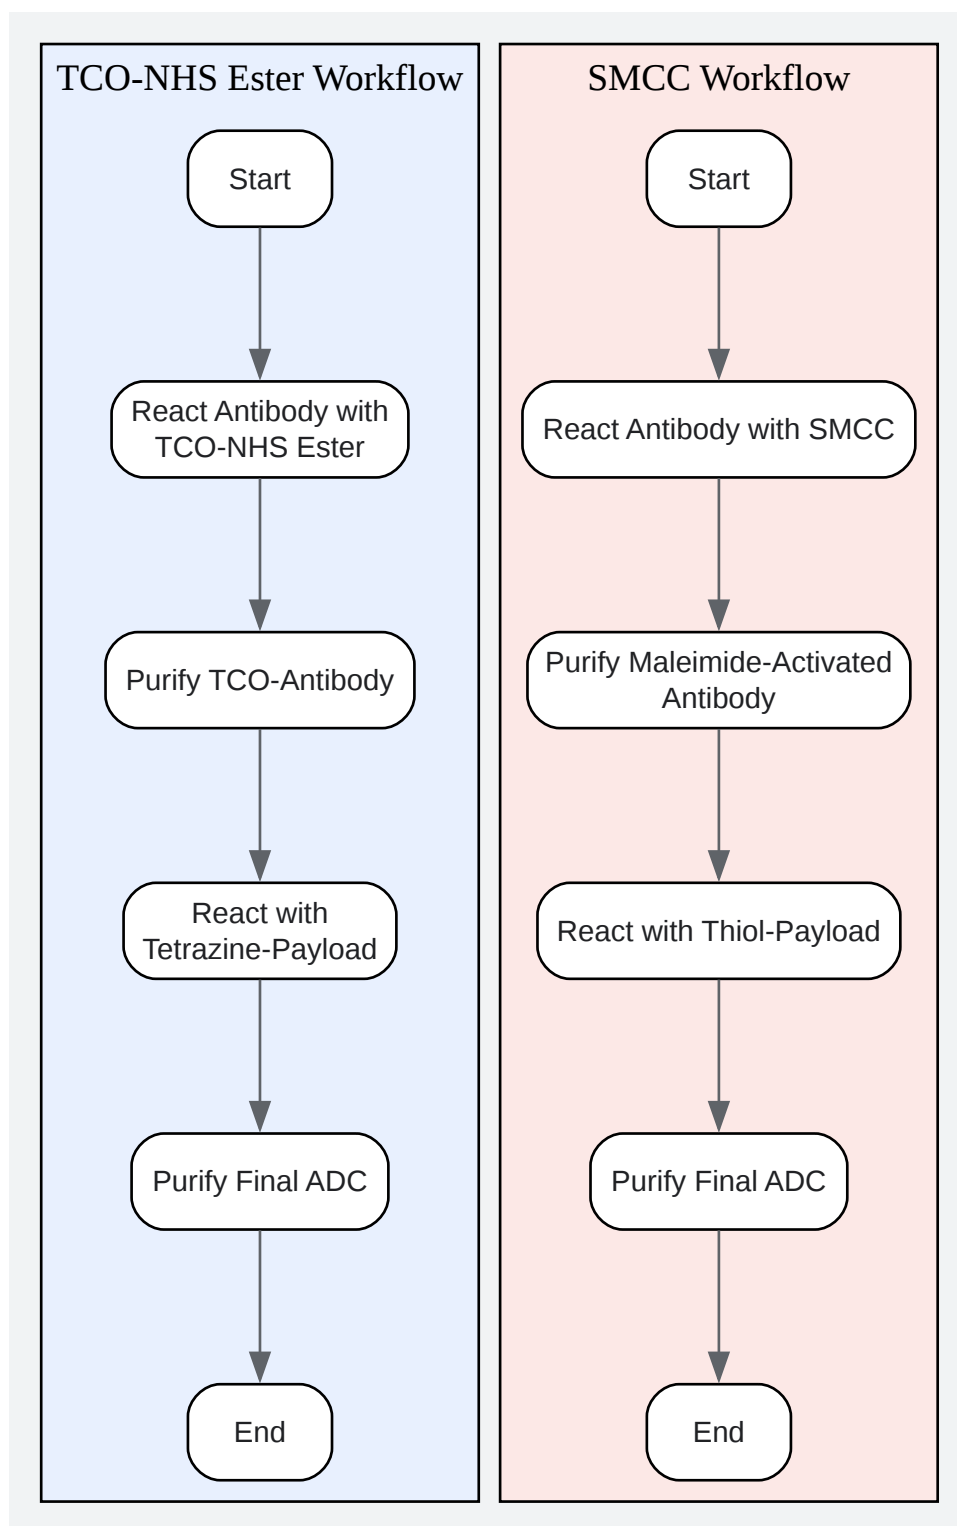 TCO-NHS Ester Workflow
Start
React Antibody with
TCO-NHS Ester
Purify TCO-Antibody
React with
Tetrazine-Payload
Purify Final ADC
End
SMCC Workflow
Start
React Antibody with SMCC
Purify Maleimide-Activated
Antibody
React with Thiol-Payload
Purify Final ADC
End